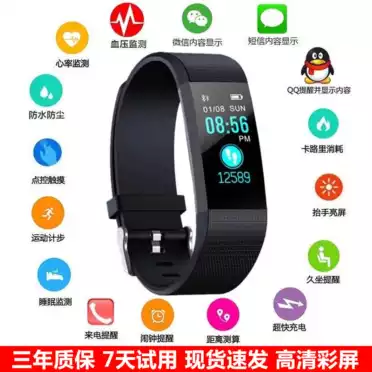 血压监测
微信内容显示
短信内容显示
心率监测
QQ提醒并显示内容
防水防尘
01/08 SUN
08:56
PM
12589
卡路里消耗
点控触摸
抬手亮屏
运动计步
久坐提醒
睡眠监测
超快充电
来电提醒
闹钟提醒
距离测算
三年质保 7天试用 现货速发 高清彩屏